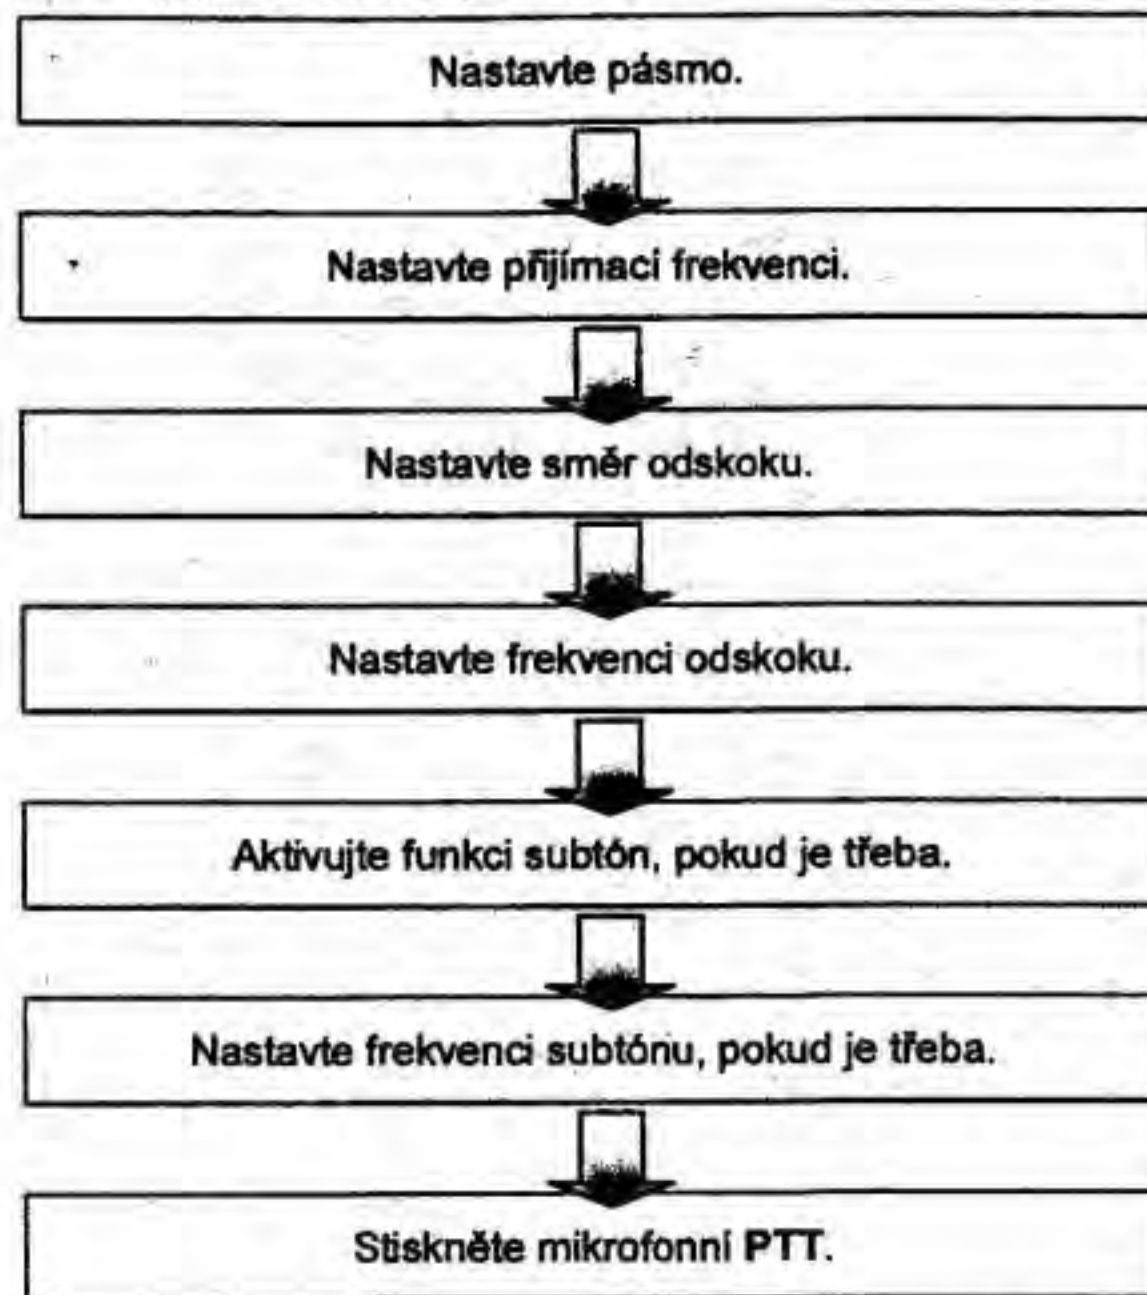 Nastavte pásmo.
Nastavte přijímací frekvenci.
Nastavte směr odskoku.
Nastavte frekvenci odskoku.
Aktivujte funkci subtón, pokud je třeba.
Nastavte frekvenci subtónu, pokud je třeba.
Stiskněte mikrofonní PTT.